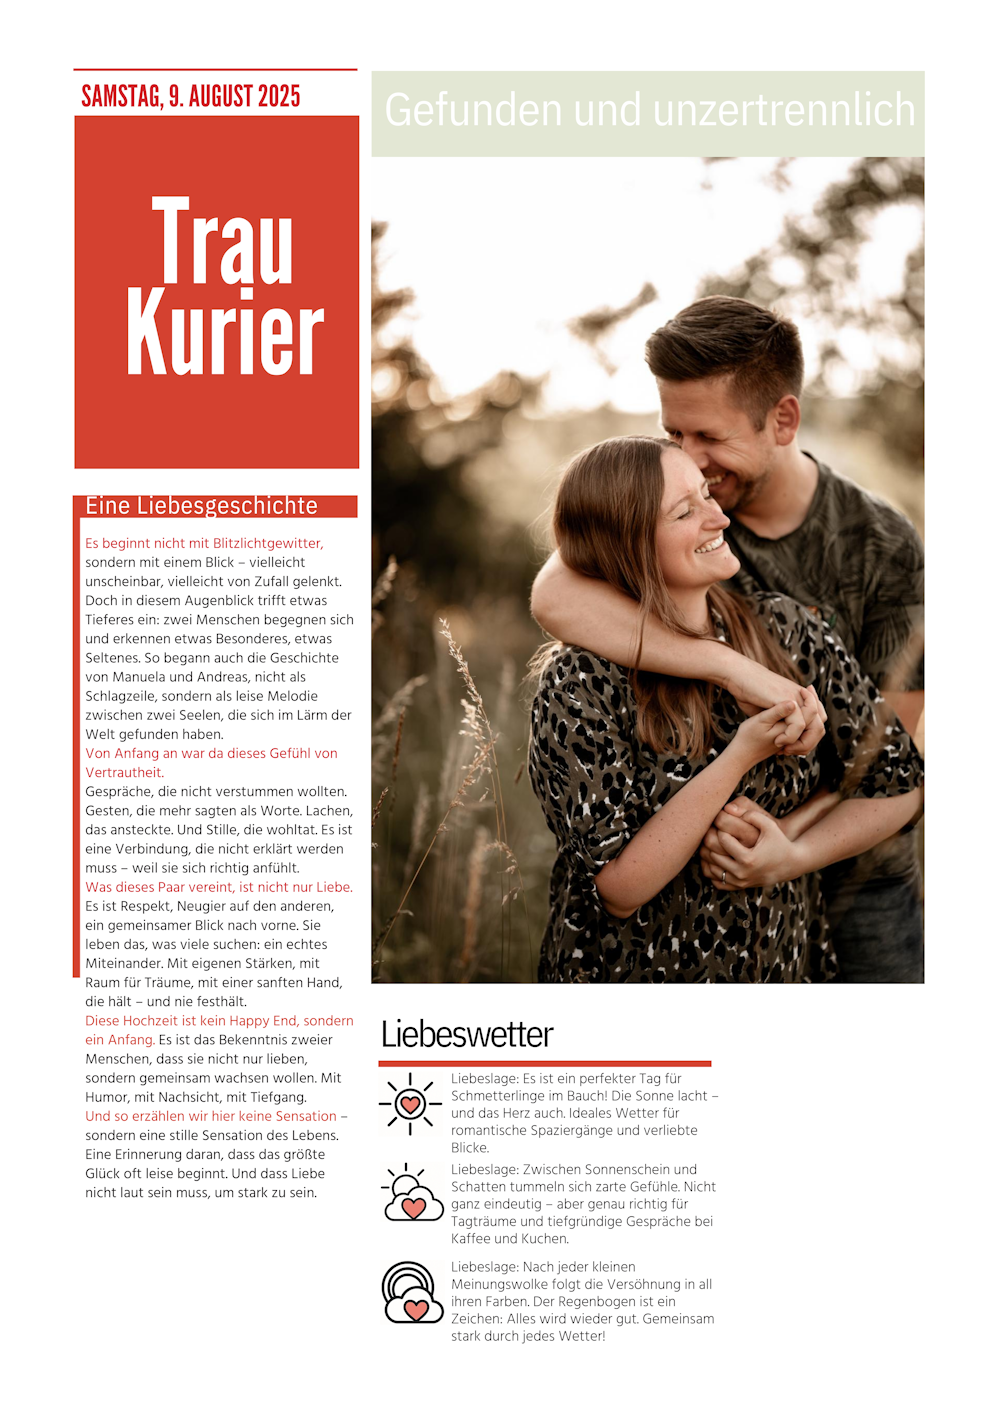 SAMSTAG, 9. AUGUST 2025
Trau
Kurier
Gefunden und unzertrennlich
Eine Liebesgeschichte
Es beginnt nicht mit Blitzlichtgewitter,
sondern mit einem Blick – vielleicht
unscheinbar, vielleicht von Zufall gelenkt.
Doch in diesem Augenblick trifft etwas
Tieferes ein: zwei Menschen begegnen sich
und erkennen etwas Besonderes, etwas
Seltenes. So begann auch die Geschichte
von Manuela und Andreas, nicht als
Schlagzeile, sondern als leise Melodie
zwischen zwei Seelen, die sich im Lärm der
Welt gefunden haben.
Von Anfang an war da dieses Gefühl von
Vertrautheit.
Gespräche, die nicht verstummen wollten.
Gesten, die mehr sagten als Worte. Lachen,
das ansteckte. Und Stille, die wohltat. Es ist
eine Verbindung, die nicht erklärt werden
muss – weil sie sich richtig anfühlt.
Was dieses Paar vereint, ist nicht nur Liebe.
Es ist Respekt, Neugier auf den anderen,
ein gemeinsamer Blick nach vorne. Sie
leben das, was viele suchen: ein echtes
Miteinander. Mit eigenen Stärken, mit
Raum für Träume, mit einer sanften Hand,
die hält – und nie festhält.
Diese Hochzeit ist kein Happy End, sondern
ein Anfang. Es ist das Bekenntnis zweier
Menschen, dass sie nicht nur lieben,
sondern gemeinsam wachsen wollen. Mit
Humor, mit Nachsicht, mit Tiefgang.
Und so erzählen wir hier keine Sensation –
sondern eine stille Sensation des Lebens.
Eine Erinnerung daran, dass das größte
Glück oft leise beginnt. Und dass Liebe
nicht laut sein muss, um stark zu sein.
Liebeswetter
Liebeslage: Es ist ein perfekter Tag für
Schmetterlinge im Bauch! Die Sonne lacht –
und das Herz auch. Ideales Wetter für
romantische Spaziergänge und verliebte
Blicke.
Liebeslage: Zwischen Sonnenschein und
Schatten tummeln sich zarte Gefühle. Nicht
ganz eindeutig – aber genau richtig für
Tagträume und tiefgründige Gespräche bei
Kaffee und Kuchen.
Liebeslage: Nach jeder kleinen
Meinungswolke folgt die Versöhnung in all
ihren Farben. Der Regenbogen ist ein
Zeichen: Alles wird wieder gut. Gemeinsam
stark durch jedes Wetter!